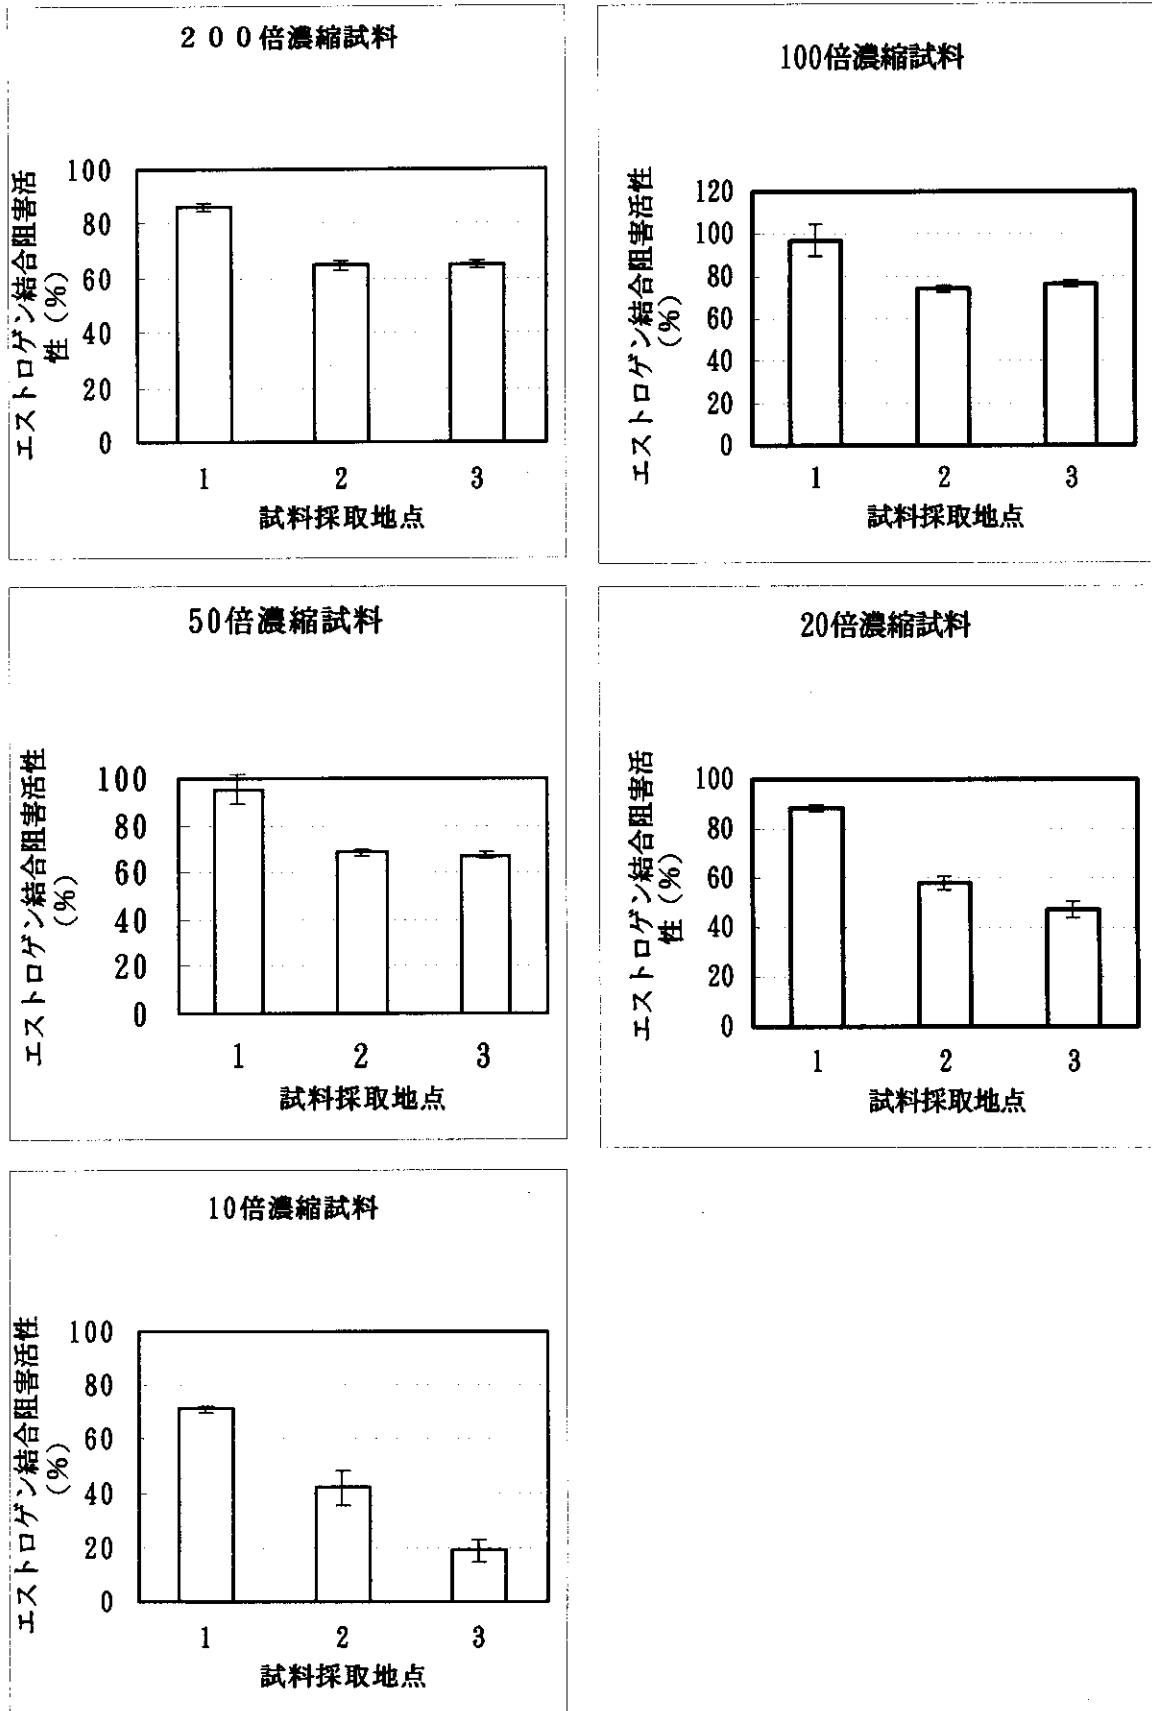 ２００倍濃縮試料
エストロゲン結合阻害活
性（%）
100
80
60
40
20
0
1 2 3
試料採取地点
100倍濃縮試料
エストロゲン結合阻害活性
（%）
120
100
80
60
40
20
0
1 2 3
試料採取地点
50倍濃縮試料
エストロゲン結合阻害活性
（%）
100
80
60
40
20
0
1 2 3
試料採取地点
20倍濃縮試料
エストロゲン結合阻害活
性（%）
100
80
60
40
20
0
1 2 3
試料採取地点
10倍濃縮試料
エストロゲン結合阻害活性
（%）
100
80
60
40
20
0
1 2 3
試料採取地点